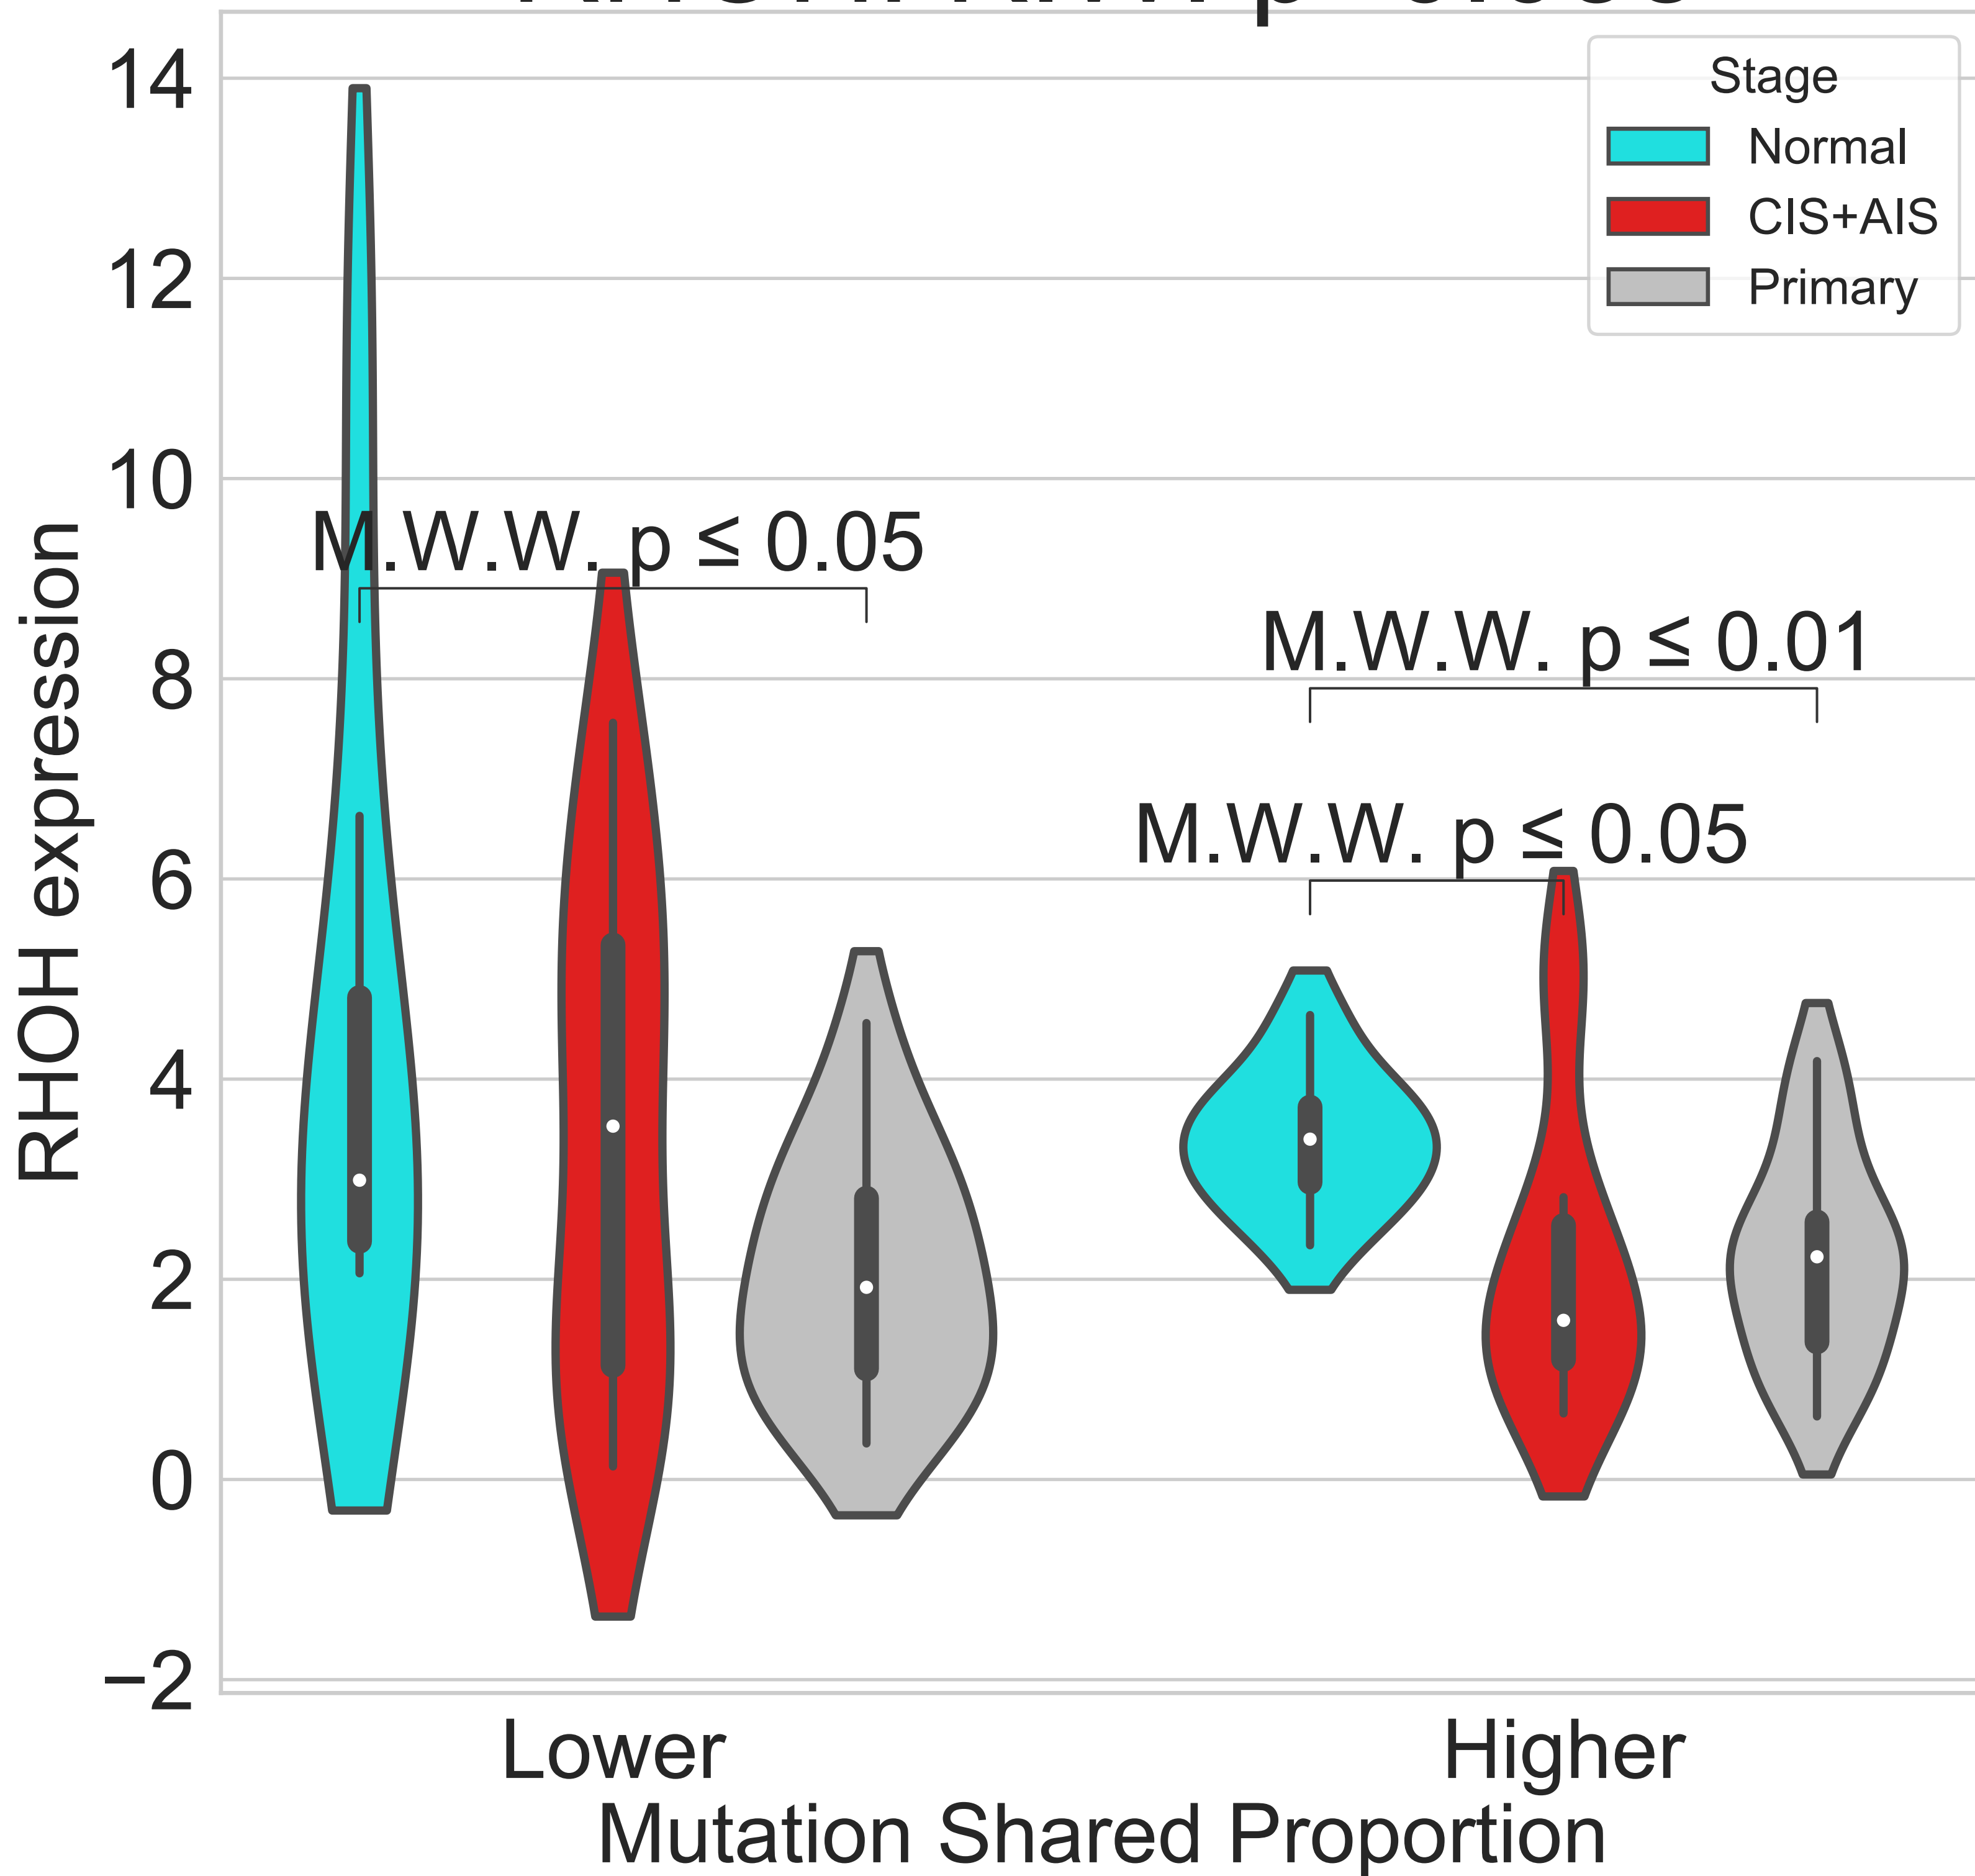 Stage
Normal
CIS+AIS
Primary
14
12
10
8
6
4
2
0
−2
RHOH expression
M.W.W. p ≤ 0.05
M.W.W. p ≤ 0.01
M.W.W. p ≤ 0.05
Lower
Higher
Mutation Shared Proportion